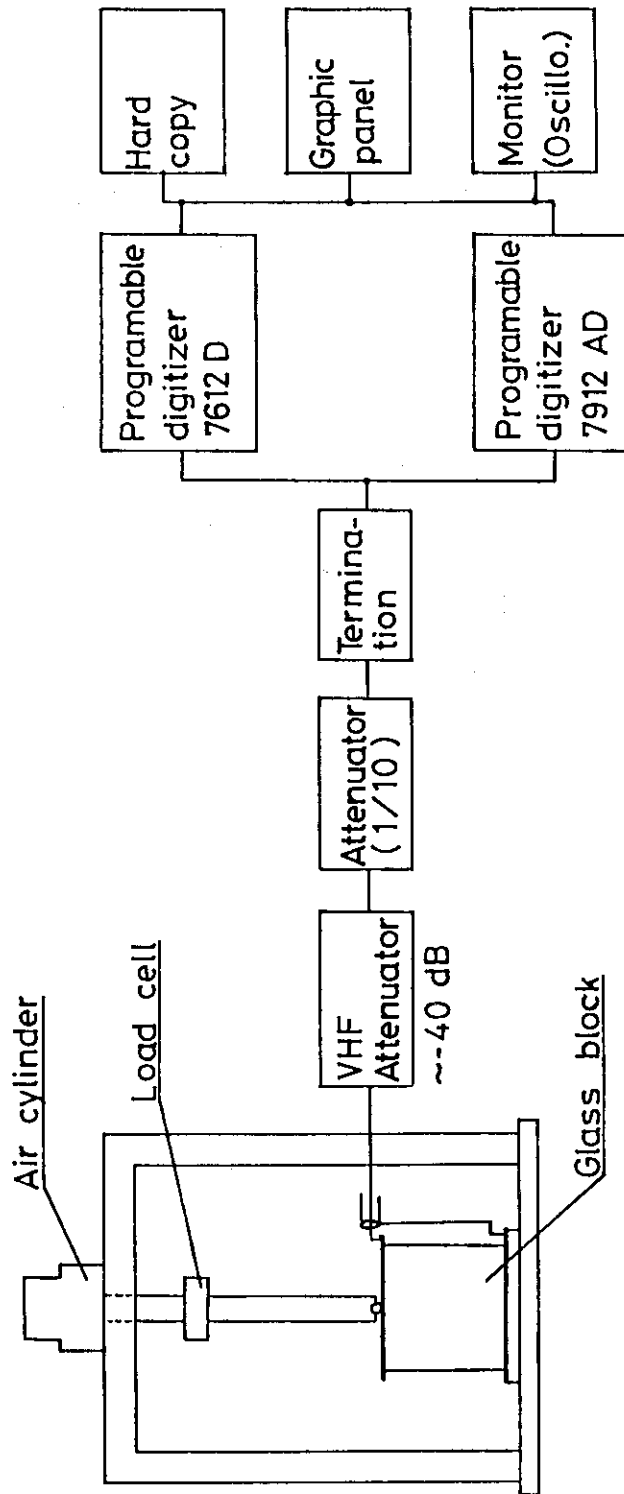 Air cylinder
Load cell
Glass block
VHF
Attenuator
~-40 dB
Attenuator
(1/10)
Termina-
tion
Programable
digitizer
7612 D
Programable
digitizer
7912 AD
Hard
copy
Graphic
panel
Monitor
(Oscillo.)